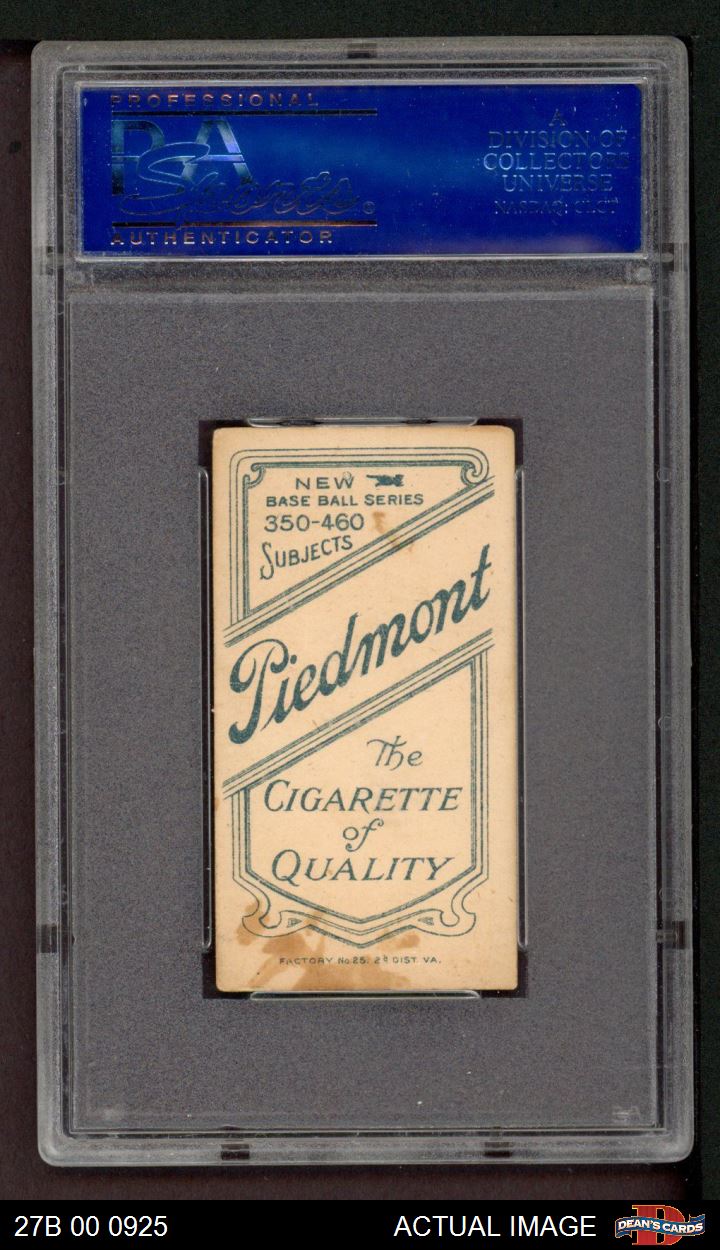 PROFESSIONAL
PSA
Sports ®
AUTHENTICATOR
A
DIVISION OF
COLLECTORS
UNIVERSE
NASDAQ: CLCT
NEW
BASE BALL SERIES
350-460
SUBJECTS
Piedmont
The
CIGARETTE
of
QUALITY
FACTORY No 25. 2d DIST. VA.
27B 00 0925
ACTUAL IMAGE
DEAN'S CARDS